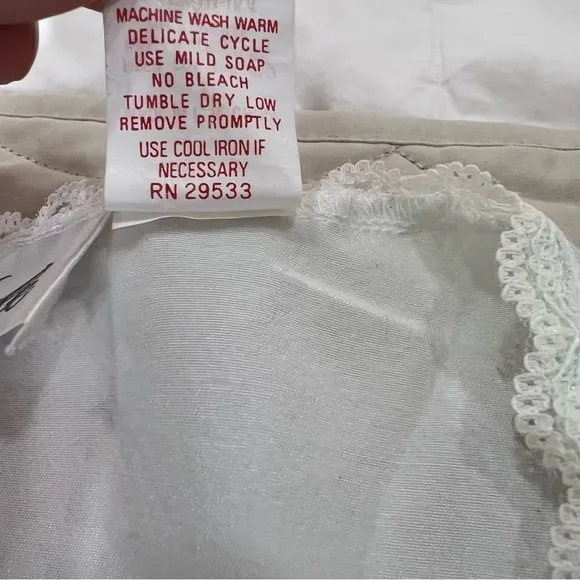 MACHINE WASH WARM
DELICATE CYCLE
USE MILD SOAP
NO BLEACH
TUMBLE DRY LOW
REMOVE PROMPTLY
USE COOL IRON IF
NECESSARY
RN 29533